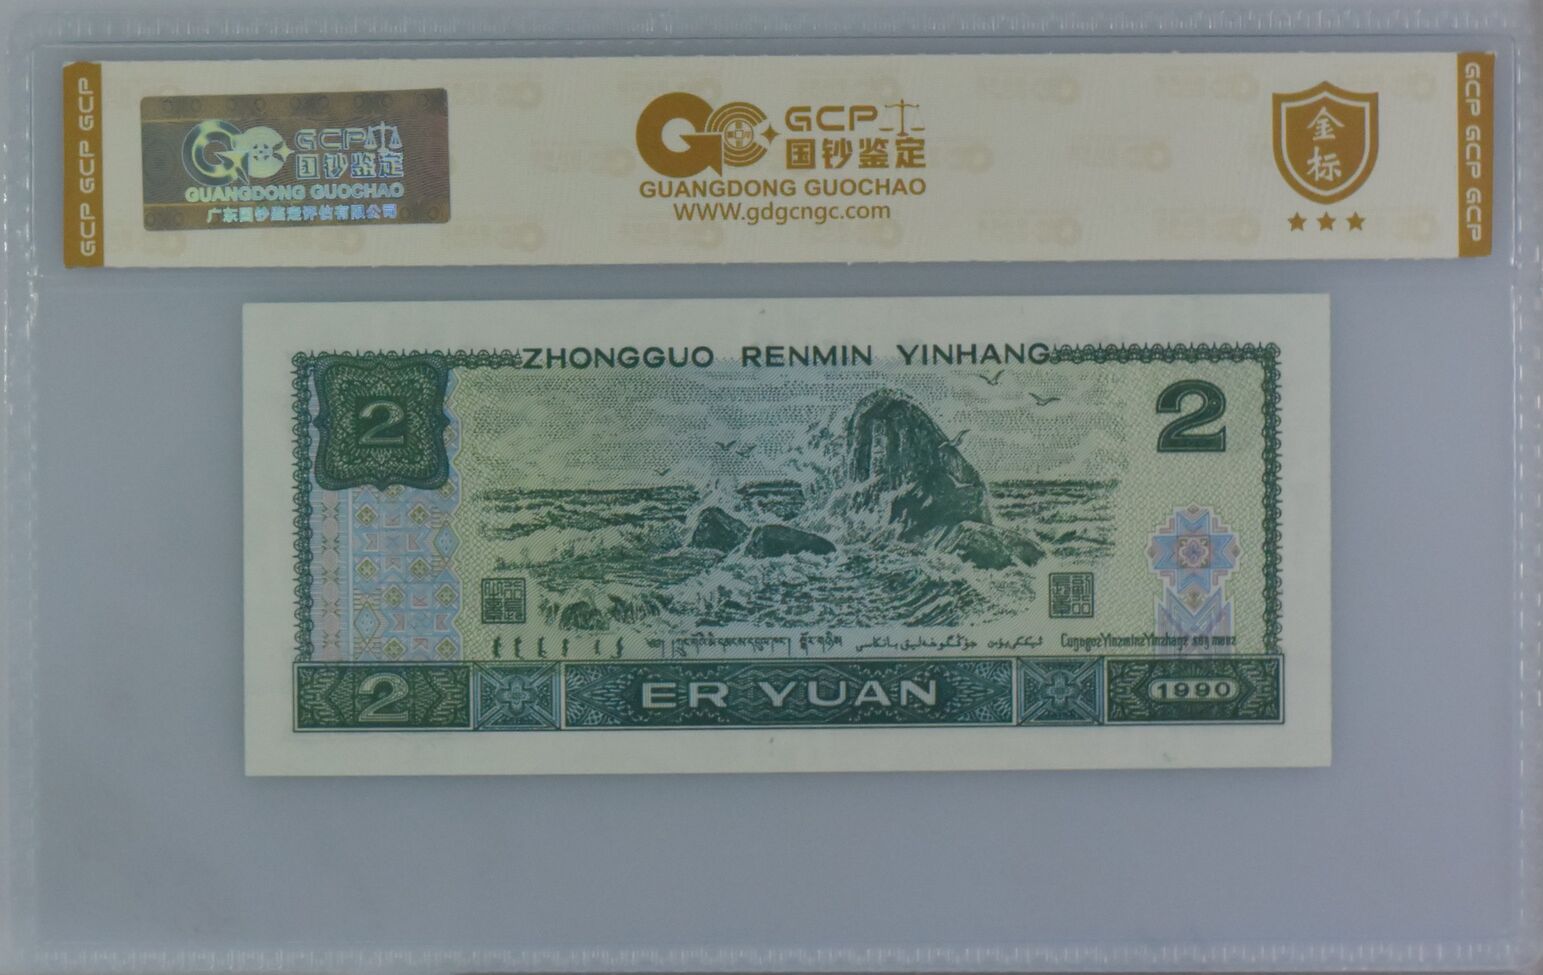 GCP GCP GCP
GCP
国钞鉴定
GUANGDONG GUOCHAO
广东国钞鉴定评估有限公司
GCP
国钞鉴定
GUANGDONG GUOCHAO
WWW.gdgcngc.com
金
标
GCP GCP GCP
ZHONGGUO RENMIN YINHANG
2
2
2
ER YUAN
1990